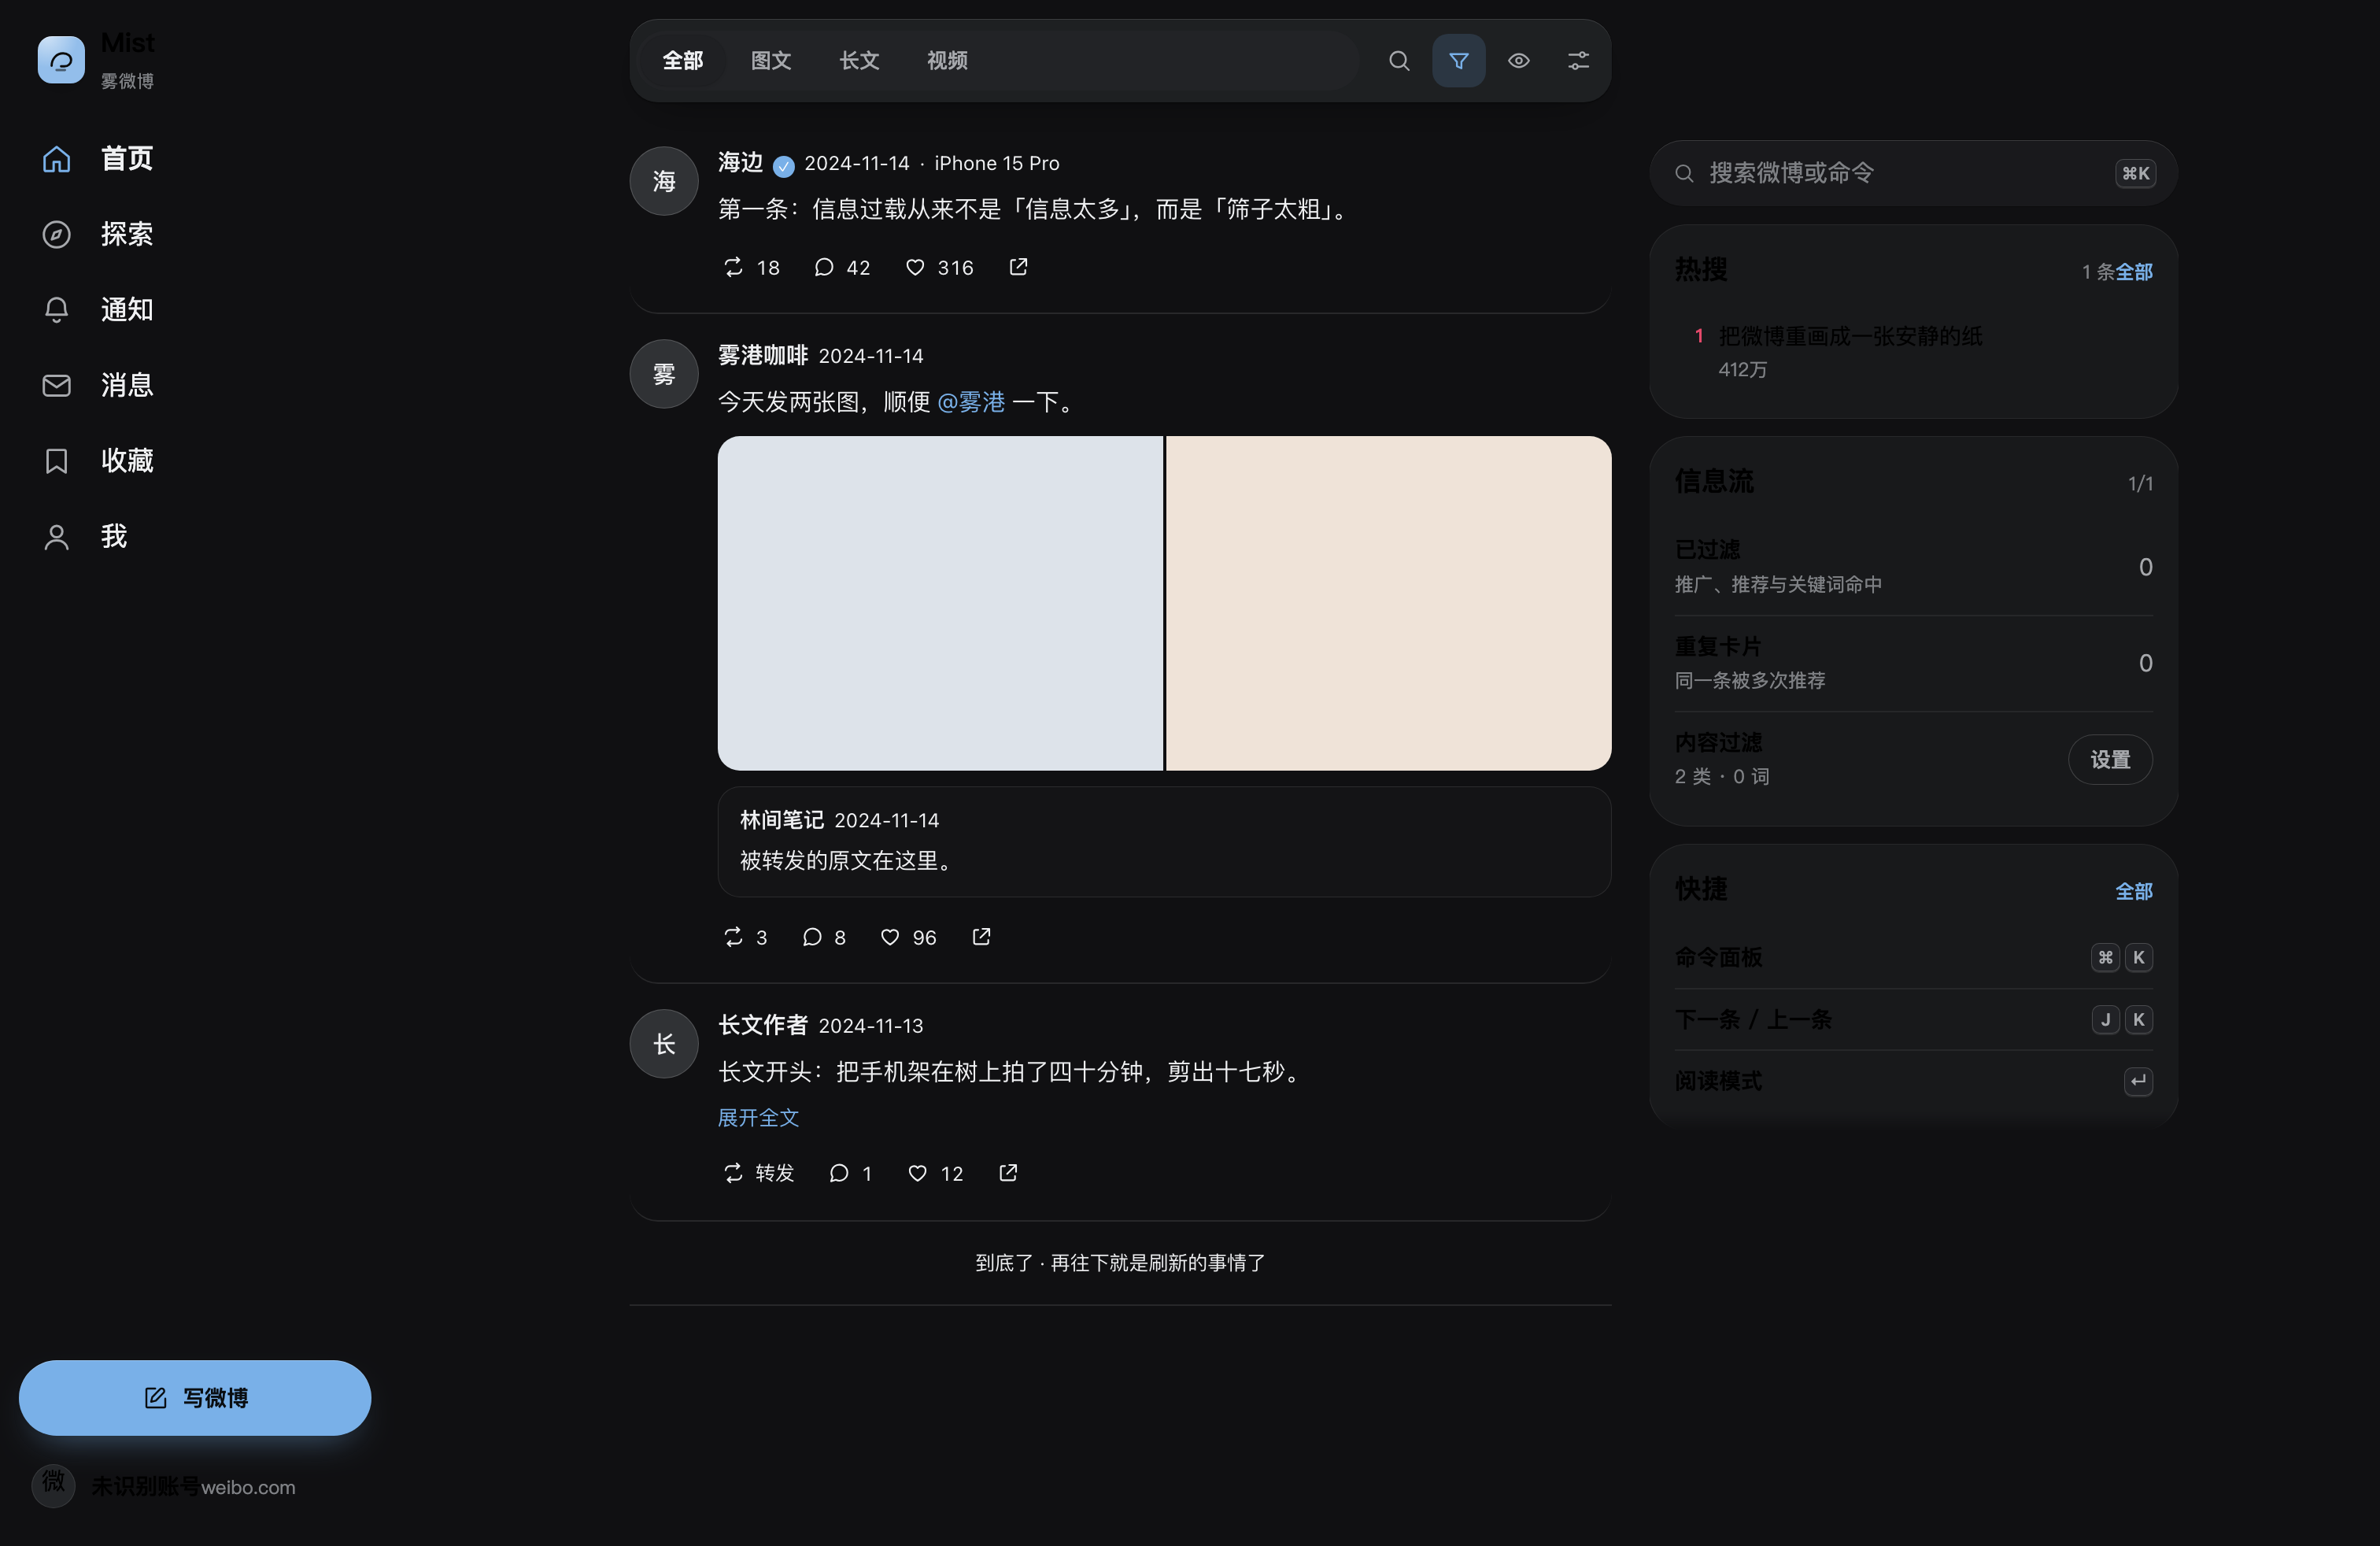 Mist
雾微博
首页
探索
通知
消息
收藏
我
写微博
微 未识别账号weibo.com
全部 图文 长文 视频
海
海边 2024-11-14 · iPhone 15 Pro
第一条：信息过载从来不是「信息太多」，而是「筛子太粗」。
18 42 316
雾
雾港咖啡 2024-11-14
今天发两张图，顺便 @雾港 一下。
林间笔记 2024-11-14
被转发的原文在这里。
3 8 96
长
长文作者 2024-11-13
长文开头：把手机架在树上拍了四十分钟，剪出十七秒。
展开全文
转发 1 12
到底了 · 再往下就是刷新的事情了
搜索微博或命令 ⌘K
热搜 1 条全部
1 把微博重画成一张安静的纸
412万
信息流 1/1
已过滤 0
推广、推荐与关键词命中
重复卡片 0
同一条被多次推荐
内容过滤 设置
2 类 · 0 词
快捷 全部
命令面板 ⌘ K
下一条 / 上一条 J K
阅读模式 ↵